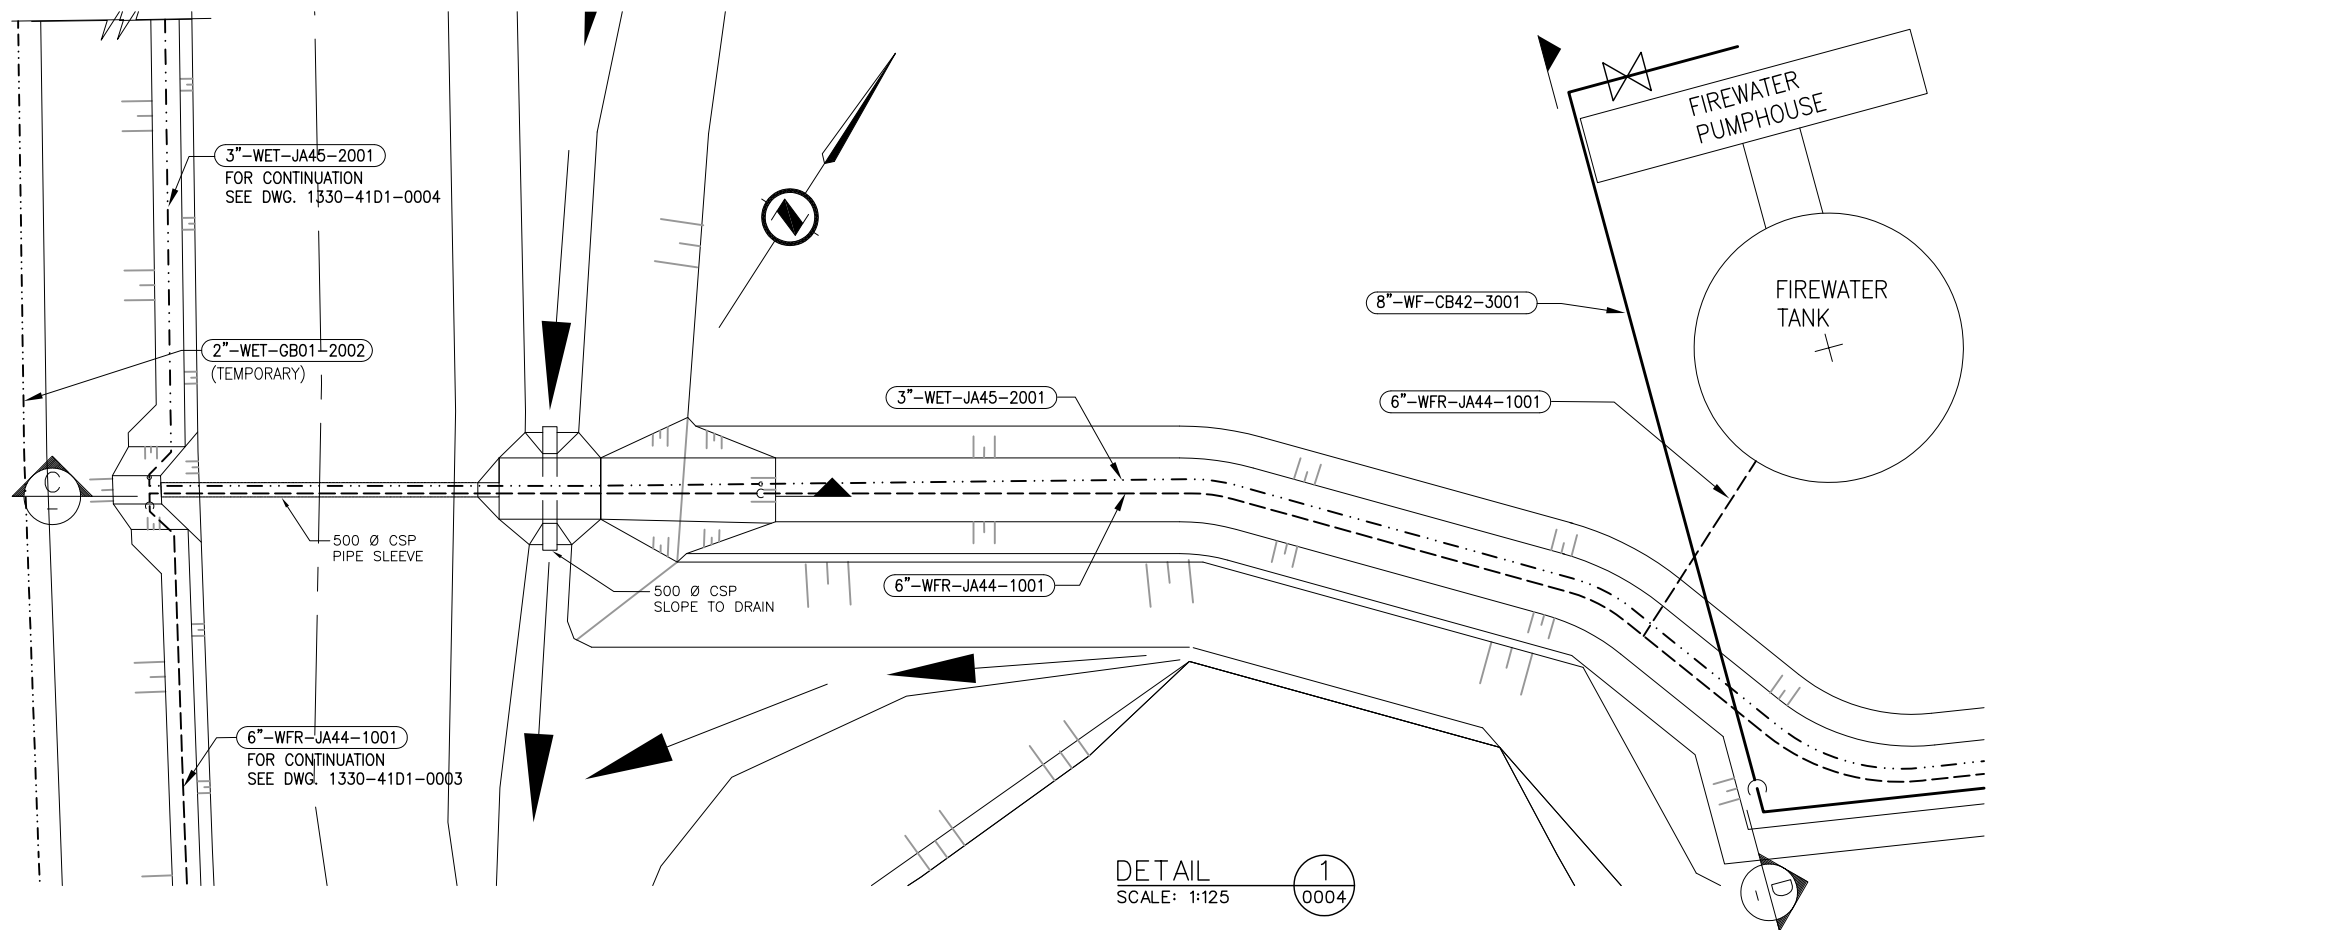 FIREWATER
PUMPHOUSE
3"-WET-JA45-2001
FOR CONTINUATION
SEE DWG. 1330-41D1-0004
N
FIREWATER
TANK
8"-WF-CB42-3001
2"-WET-GB01-2002
(TEMPORARY)
3"-WET-JA45-2001
6"-WFR-JA44-1001
C
-
500 Ø CSP
PIPE SLEEVE
500 Ø CSP
SLOPE TO DRAIN
6"-WFR-JA44-1001
6"-WFR-JA44-1001
FOR CONTINUATION
SEE DWG. 1330-41D1-0003
DETAIL
SCALE: 1:125
1
0004
D
-